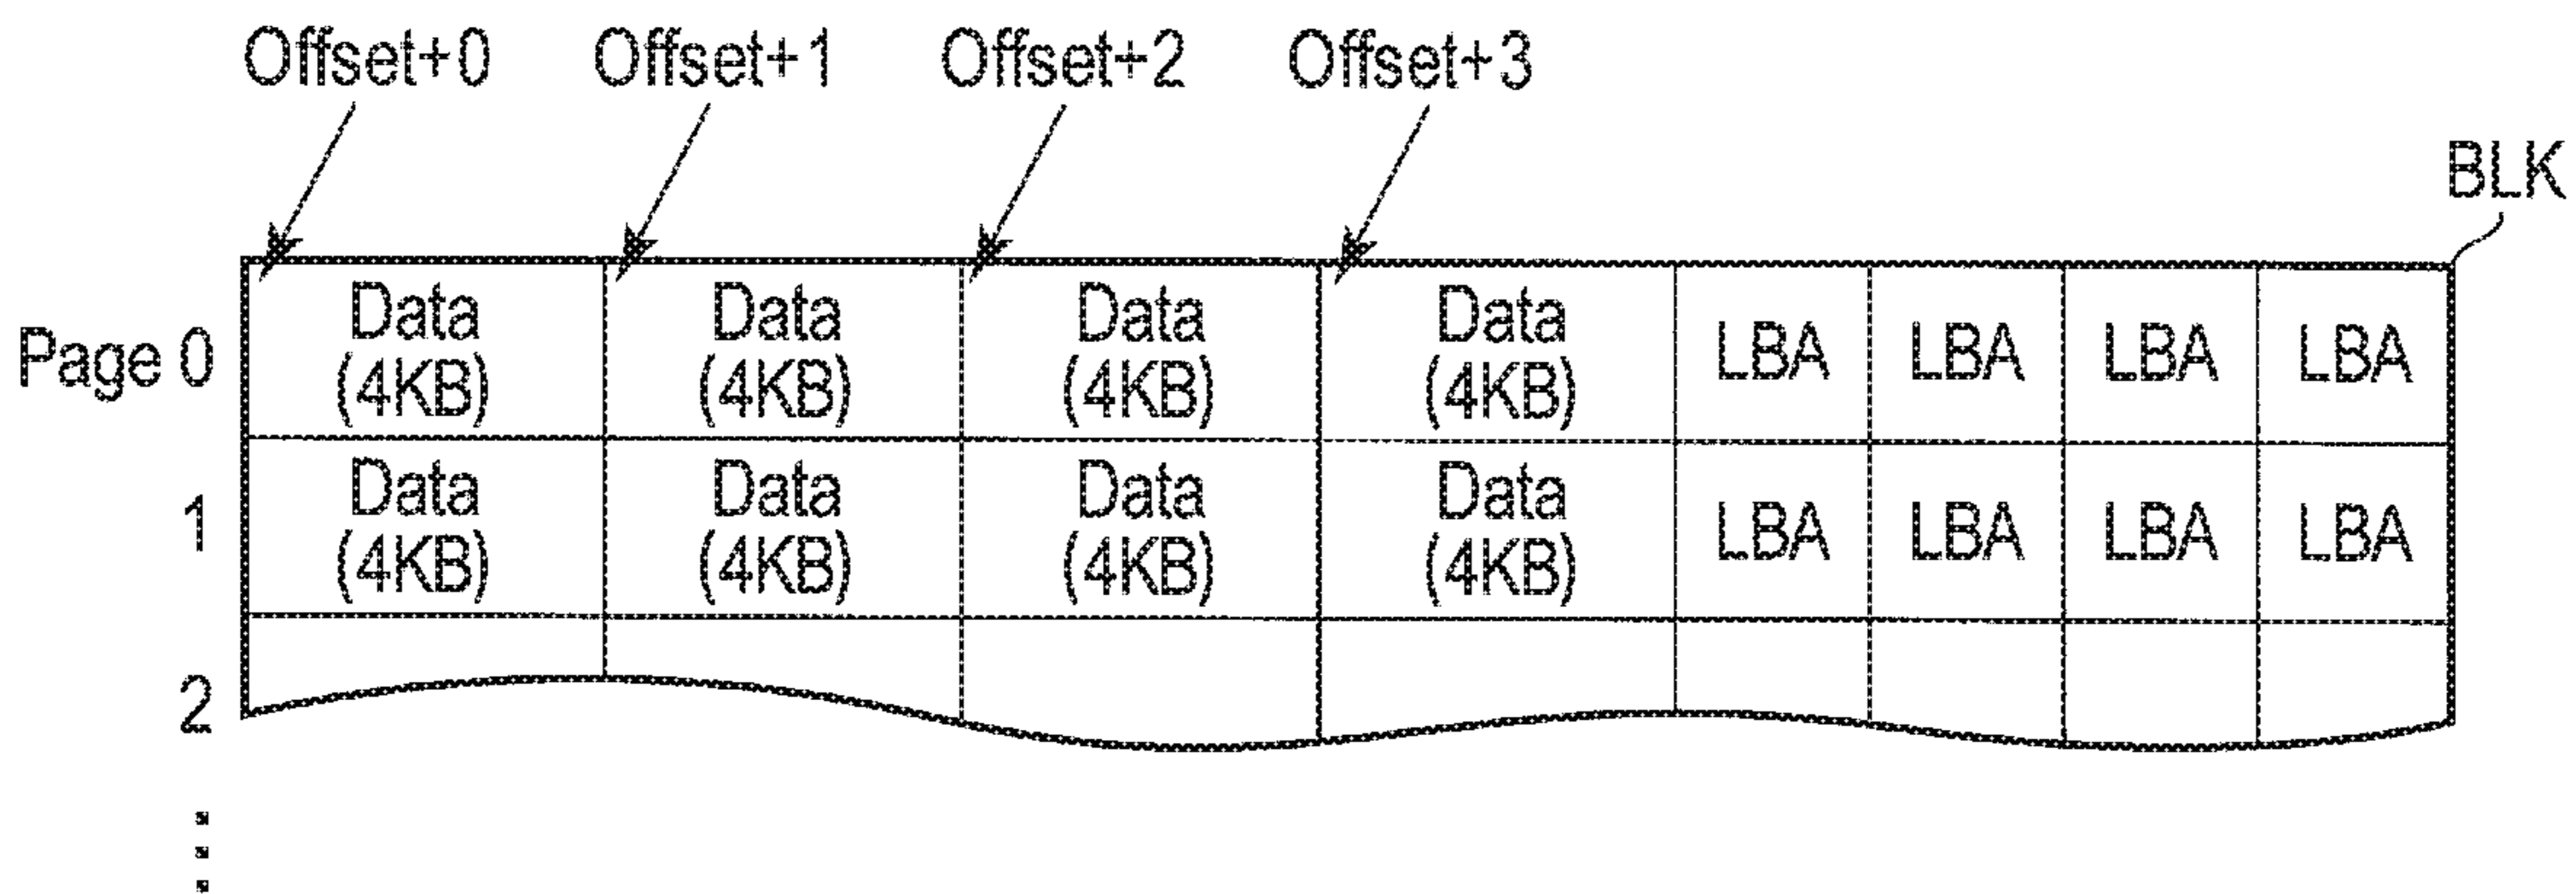 Offset+0 Offset+1 Offset+2 Offset+3
BLK
Page 0 Data (4KB) Data (4KB) Data (4KB) Data (4KB) LBA LBA LBA LBA
1 Data (4KB) Data (4KB) Data (4KB) Data (4KB) LBA LBA LBA LBA
2